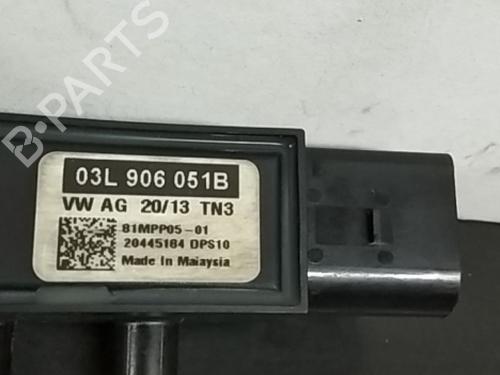 B-PARTS
03L 906 051B
VW AG 20/13 TN3
81MPP05-01
20445184 DPS10
Made In Malaysia